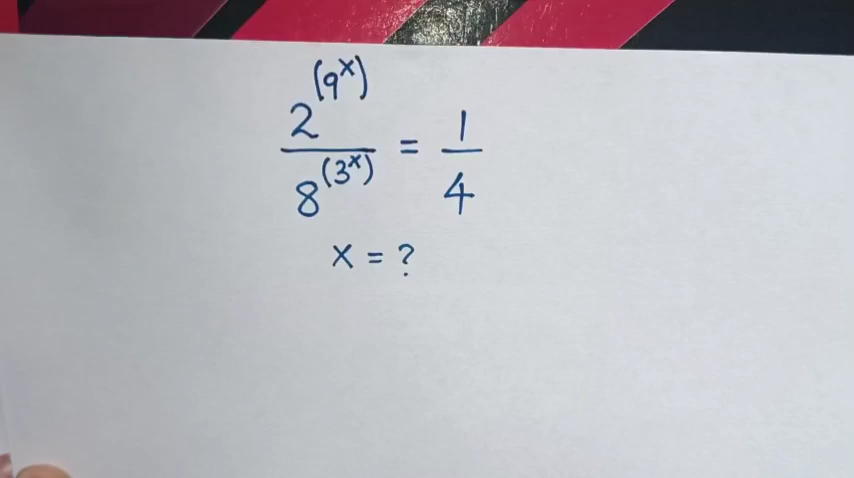 2^(9^x) / 8^(3^x) = 1/4
x = ?